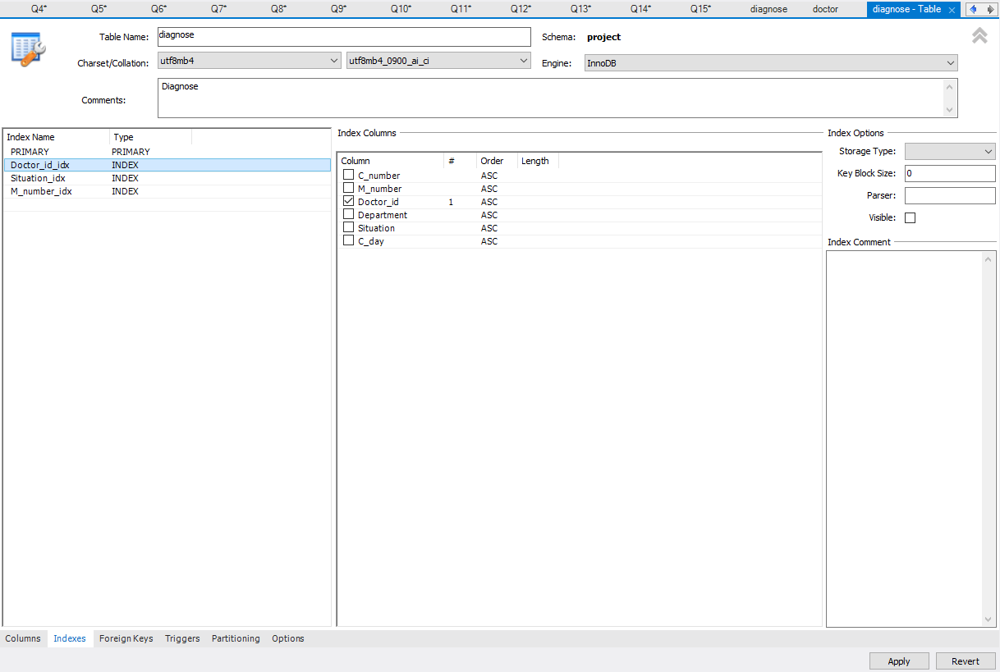 Q4* Q5* Q6* Q7* Q8* Q9* Q10* Q11* Q12* Q13* Q14* Q15* diagnose doctor diagnose - Table
Table Name: diagnose Schema: project
Charset/Collation: utf8mb4 utf8mb4_0900_ai_ci Engine: InnoDB
Comments: Diagnose
Index Name Type
PRIMARY PRIMARY
Doctor_id_idx INDEX
Situation_idx INDEX
M_number_idx INDEX
Index Columns
Column # Order Length
C_number ASC
M_number ASC
Doctor_id 1 ASC
Department ASC
Situation ASC
C_day ASC
Index Options
Storage Type:
Key Block Size: 0
Parser:
Visible:
Index Comment
Columns Indexes Foreign Keys Triggers Partitioning Options
Apply Revert